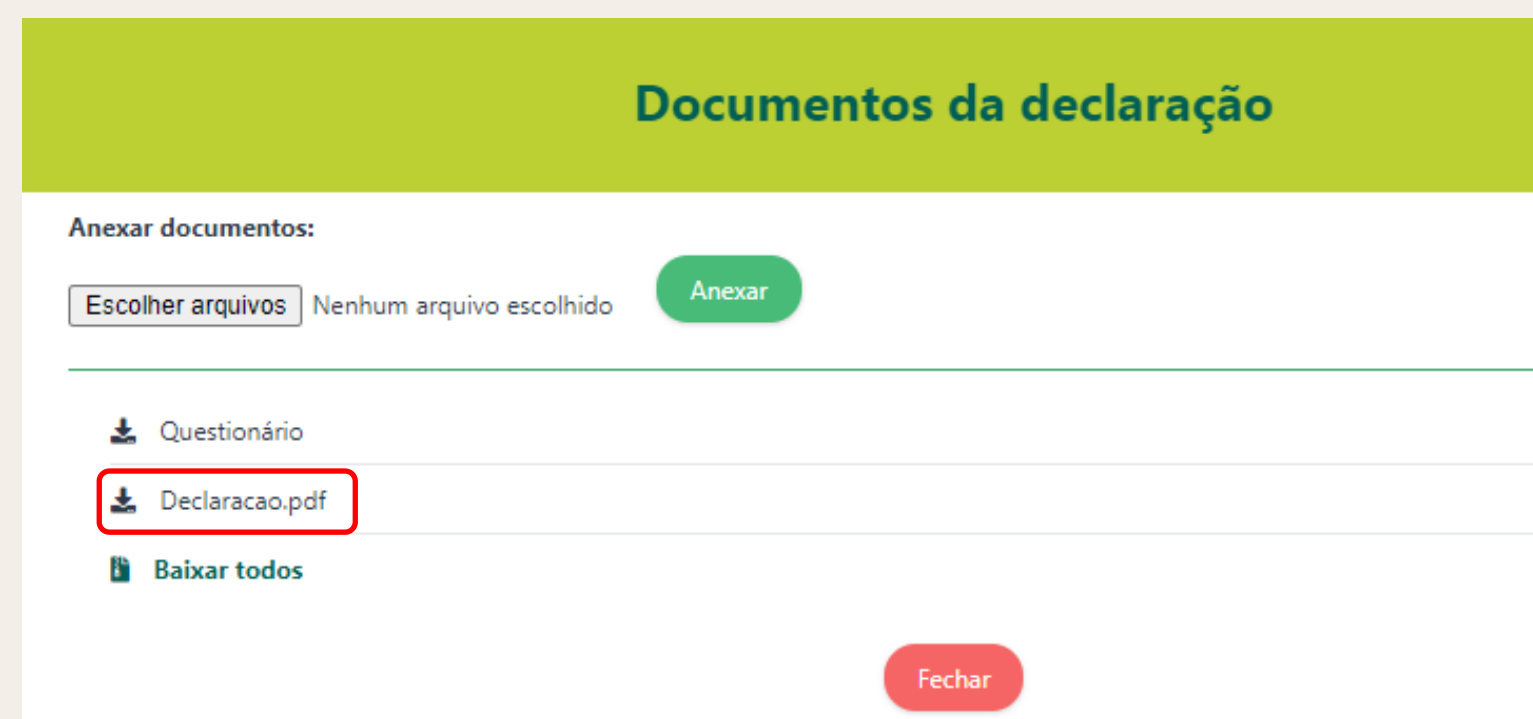 Documentos da declaração
Anexar documentos:
Escolher arquivos Nenhum arquivo escolhido Anexar
Questionário
Declaracao.pdf
Baixar todos
Fechar